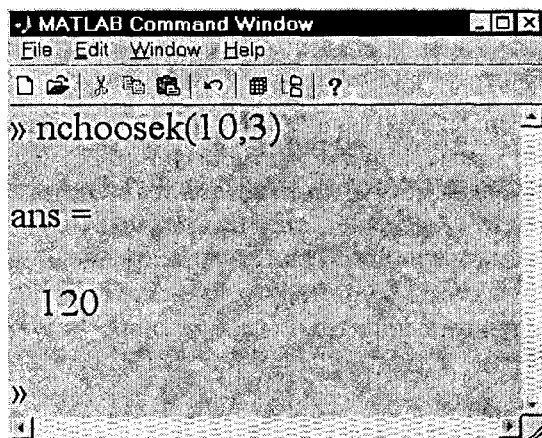 MATLAB Command Window
File Edit Window Help
?
» nchoosek(10,3)
ans =
120
»